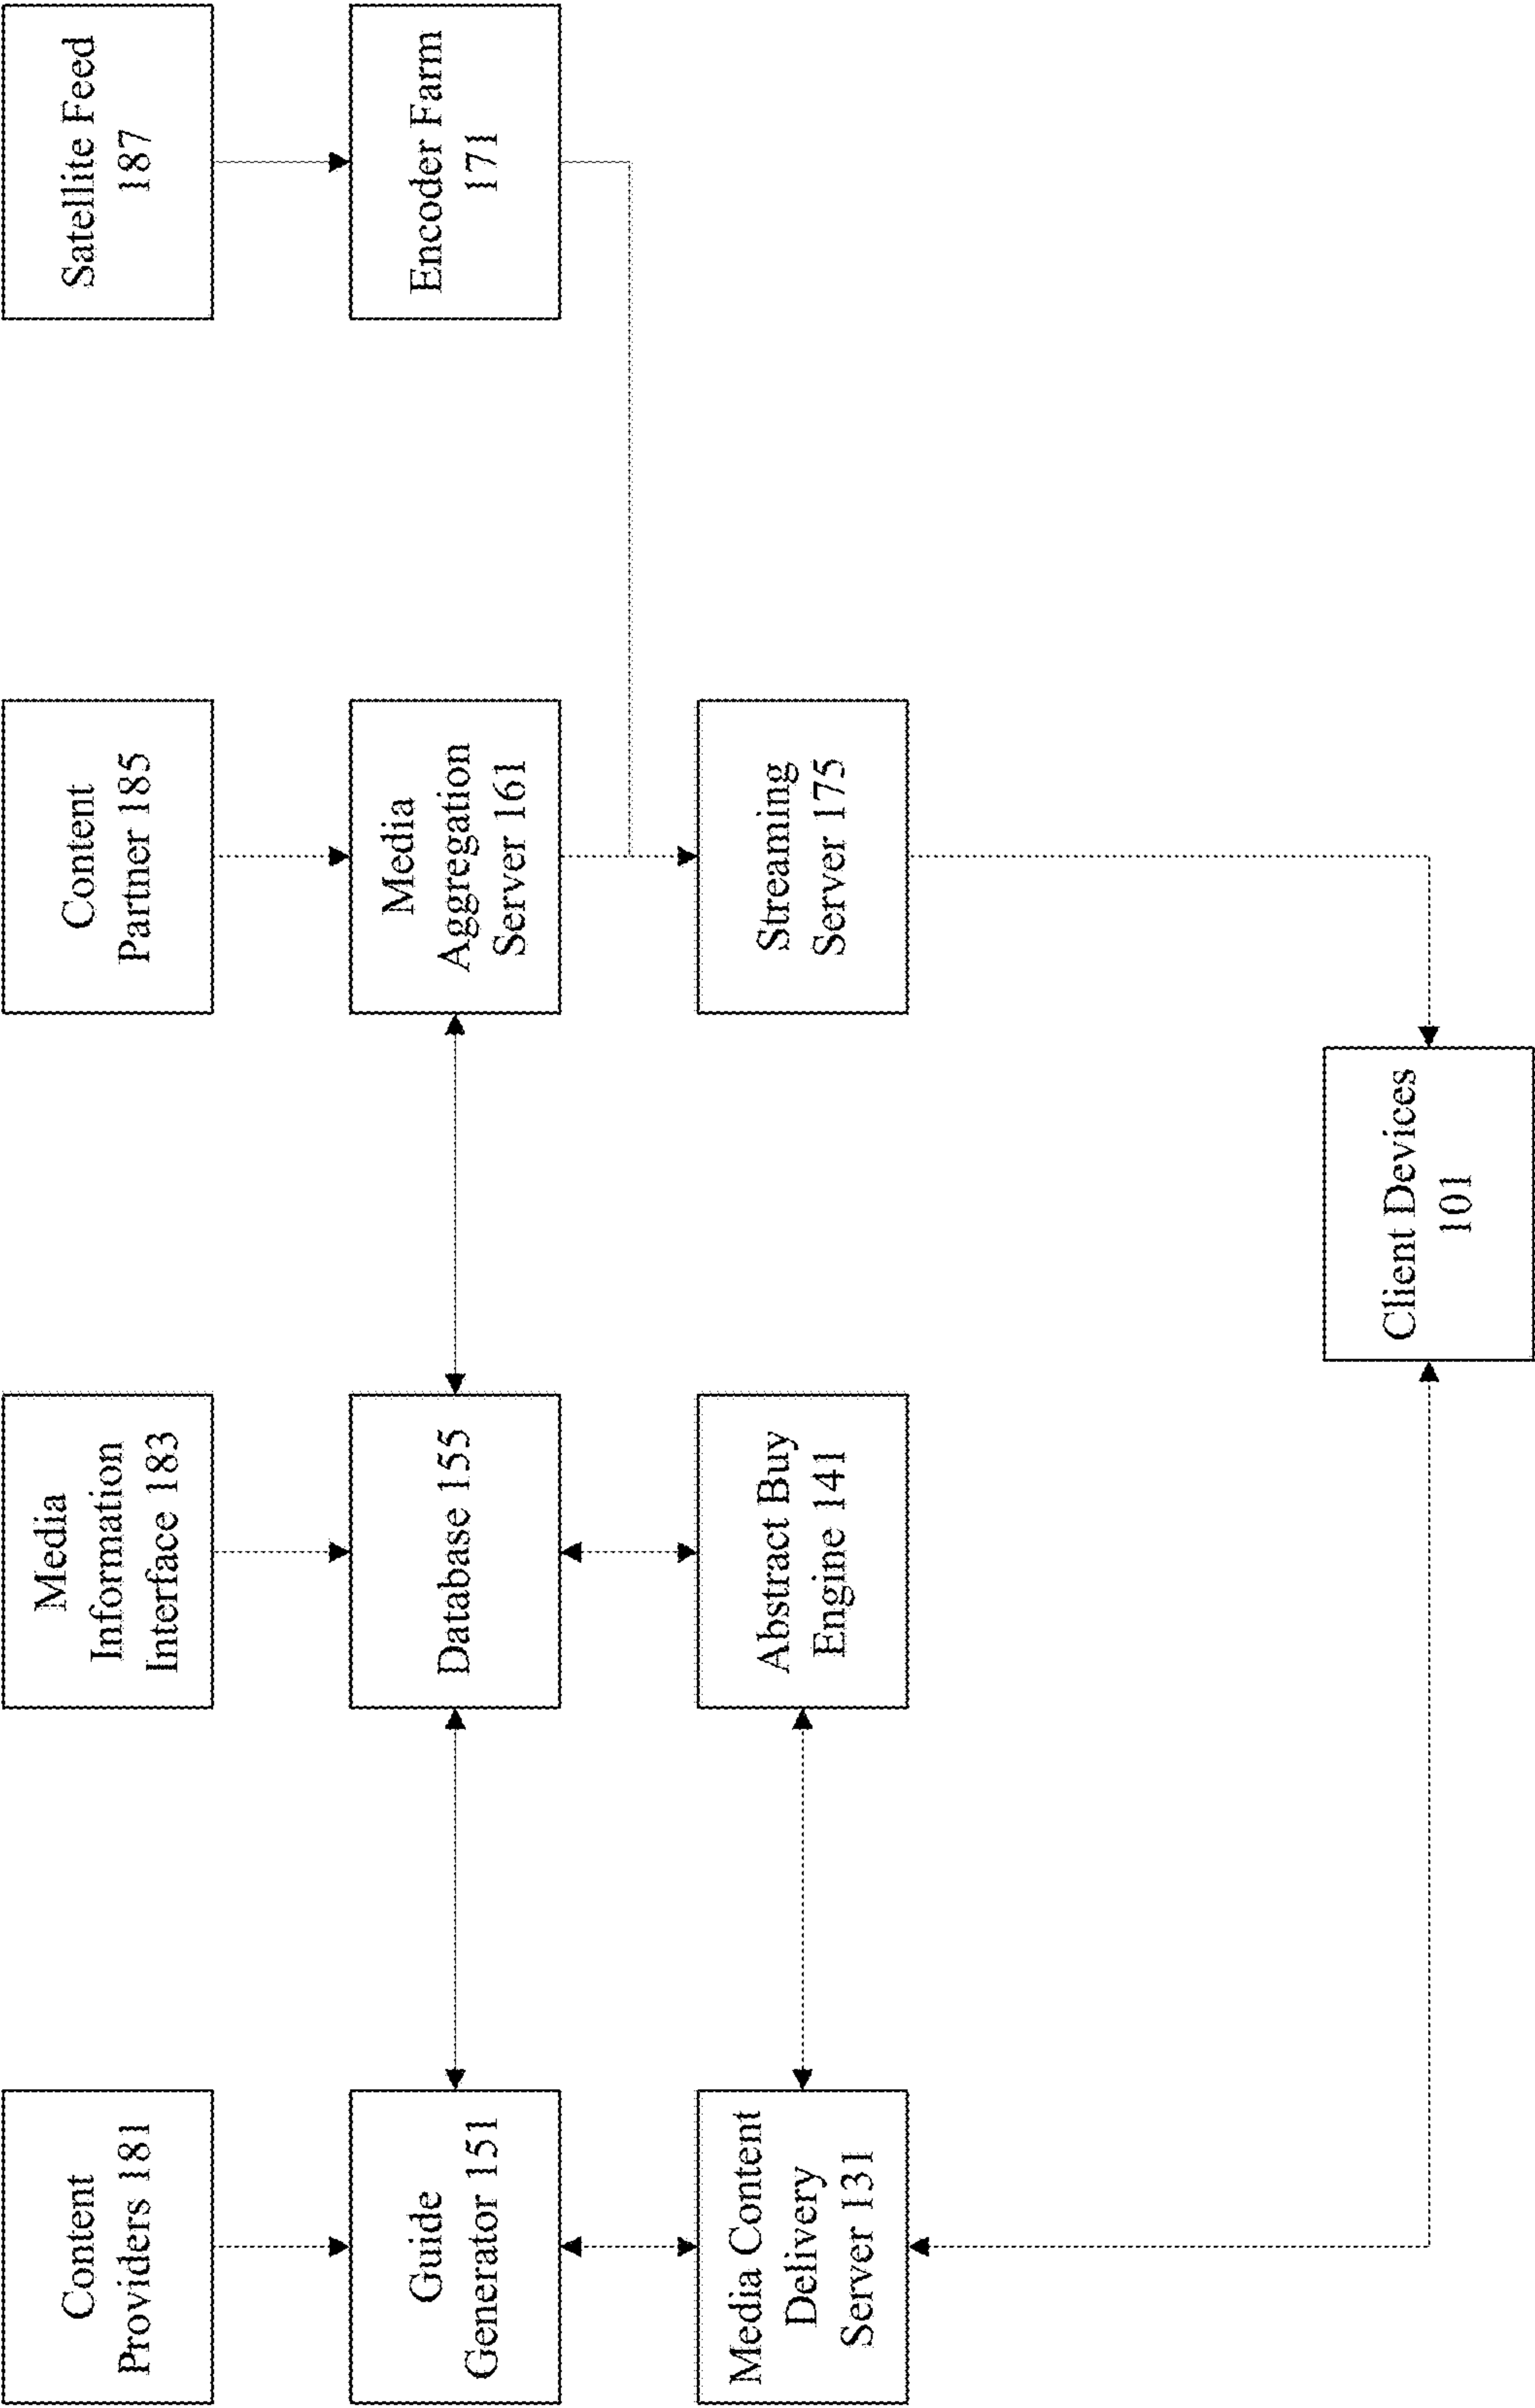 Content
Providers 181
Media
Information
Interface 183
Content
Partner 185
Satellite Feed
187
Guide
Generator 151
Database 155
Media
Aggregation
Server 161
Encoder Farm
171
Media Content
Delivery
Server 131
Abstract Buy
Engine 141
Streaming
Server 175
Client Devices
101